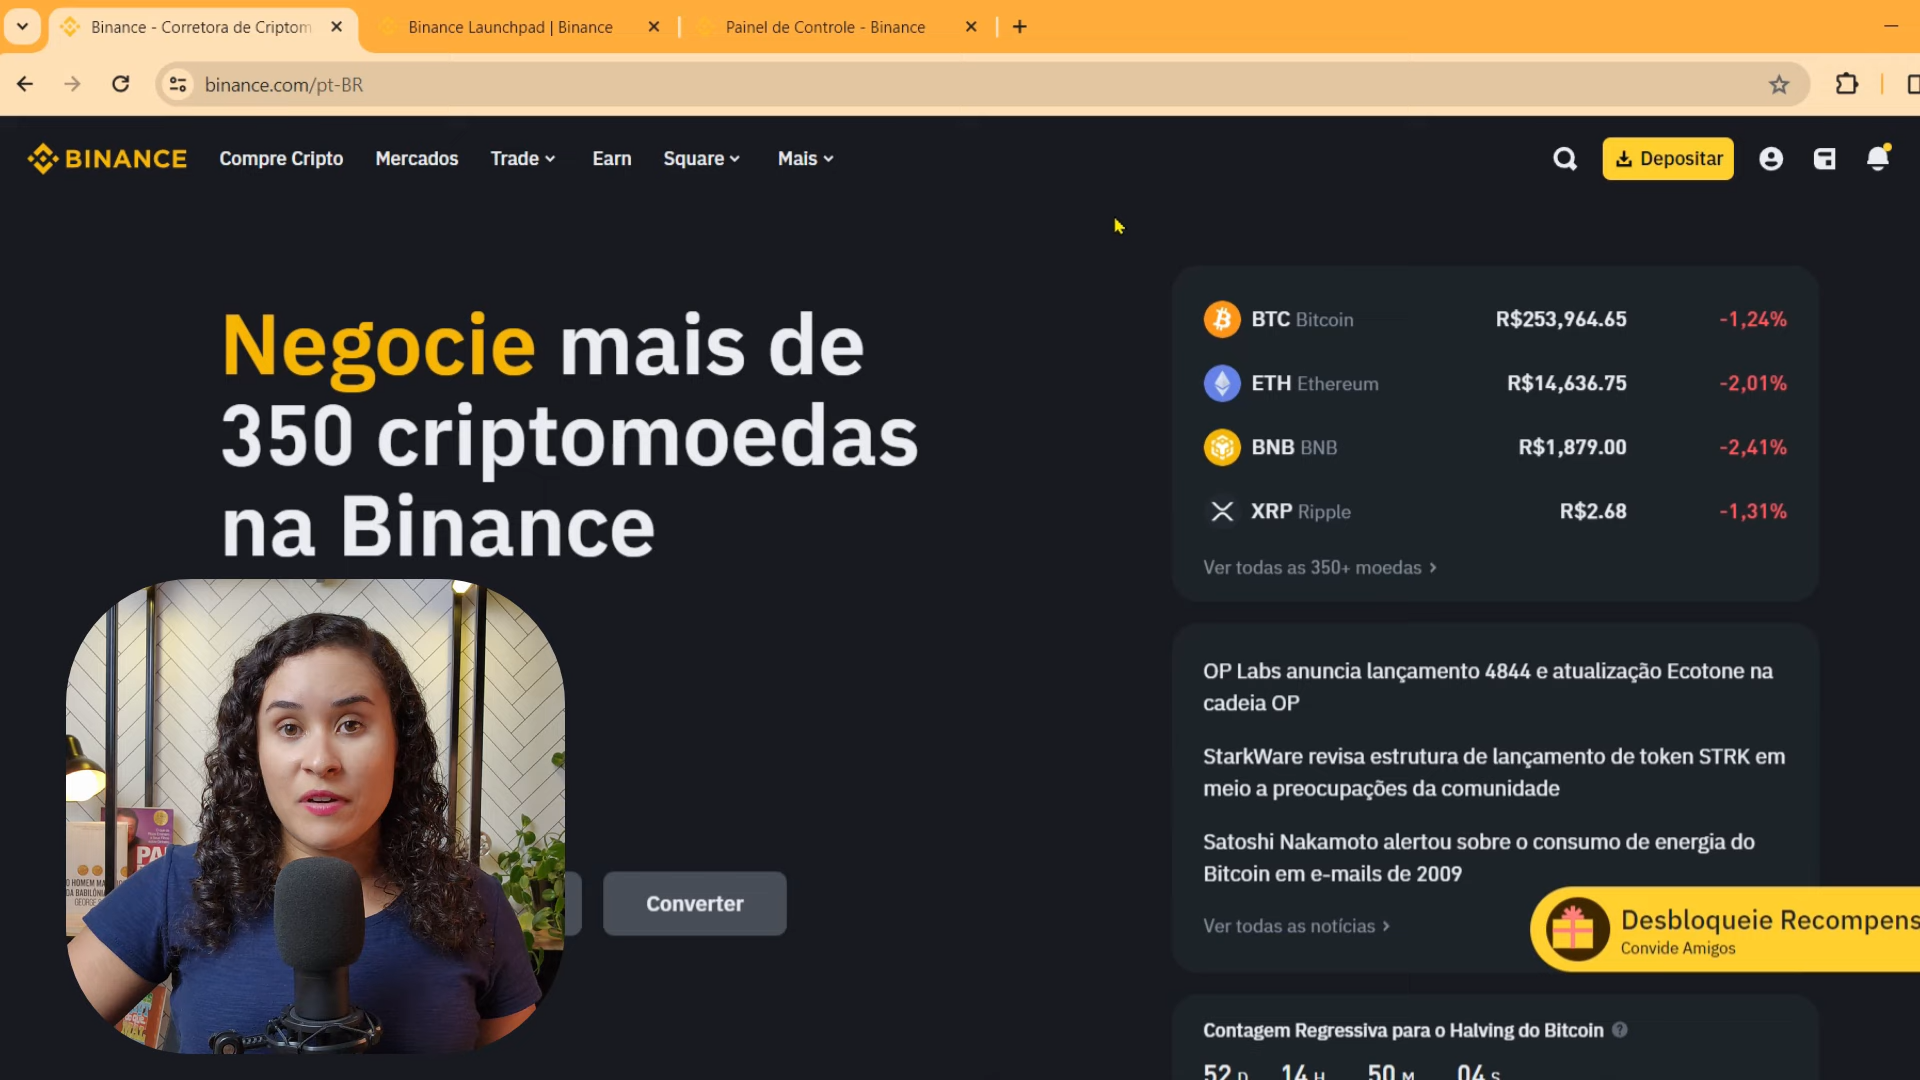 Binance - Corretora de Criptom
Binance Launchpad | Binance
Painel de Controle - Binance
binance.com/pt-BR
BINANCE
Compre Cripto
Mercados
Trade
Earn
Square
Mais
Depositar
Negocie mais de
350 criptomoedas
na Binance
BTC Bitcoin R$253,964.65 -1,24%
ETH Ethereum R$14,636.75 -2,01%
BNB BNB R$1,879.00 -2,41%
XRP Ripple R$2.68 -1,31%
Ver todas as 350+ moedas
OP Labs anuncia lançamento 4844 e atualização Ecotone na
cadeia OP
StarkWare revisa estrutura de lançamento de token STRK em
meio a preocupações da comunidade
Satoshi Nakamoto alertou sobre o consumo de energia do
Bitcoin em e-mails de 2009
Ver todas as notícias
Converter
Desbloqueie Recompens
Convide Amigos
Contagem Regressiva para o Halving do Bitcoin
52 D 14 H 50 M 04 S
PA
O HOMEM MA
DA BABILÔNI
GEORGE